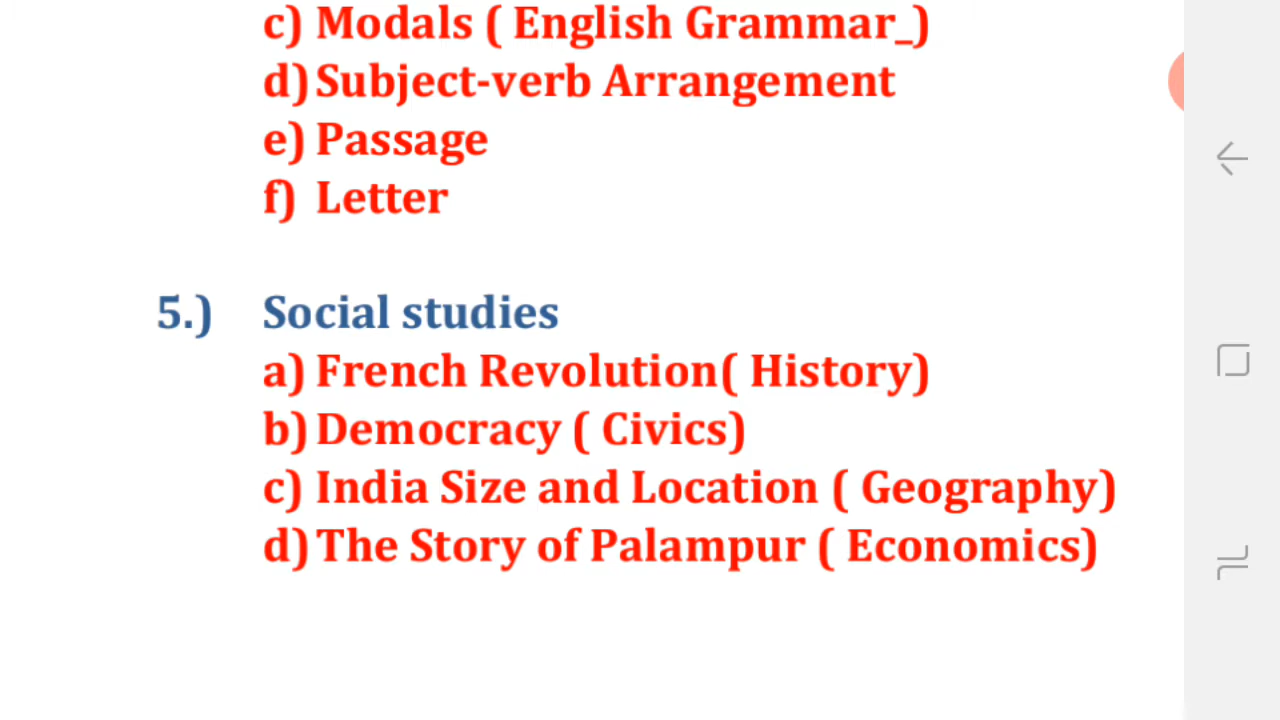 c) Modals ( English Grammar_)
d) Subject-verb Arrangement
e) Passage
f) Letter
5.) Social studies
a) French Revolution( History)
b) Democracy ( Civics)
c) India Size and Location ( Geography)
d) The Story of Palampur ( Economics)